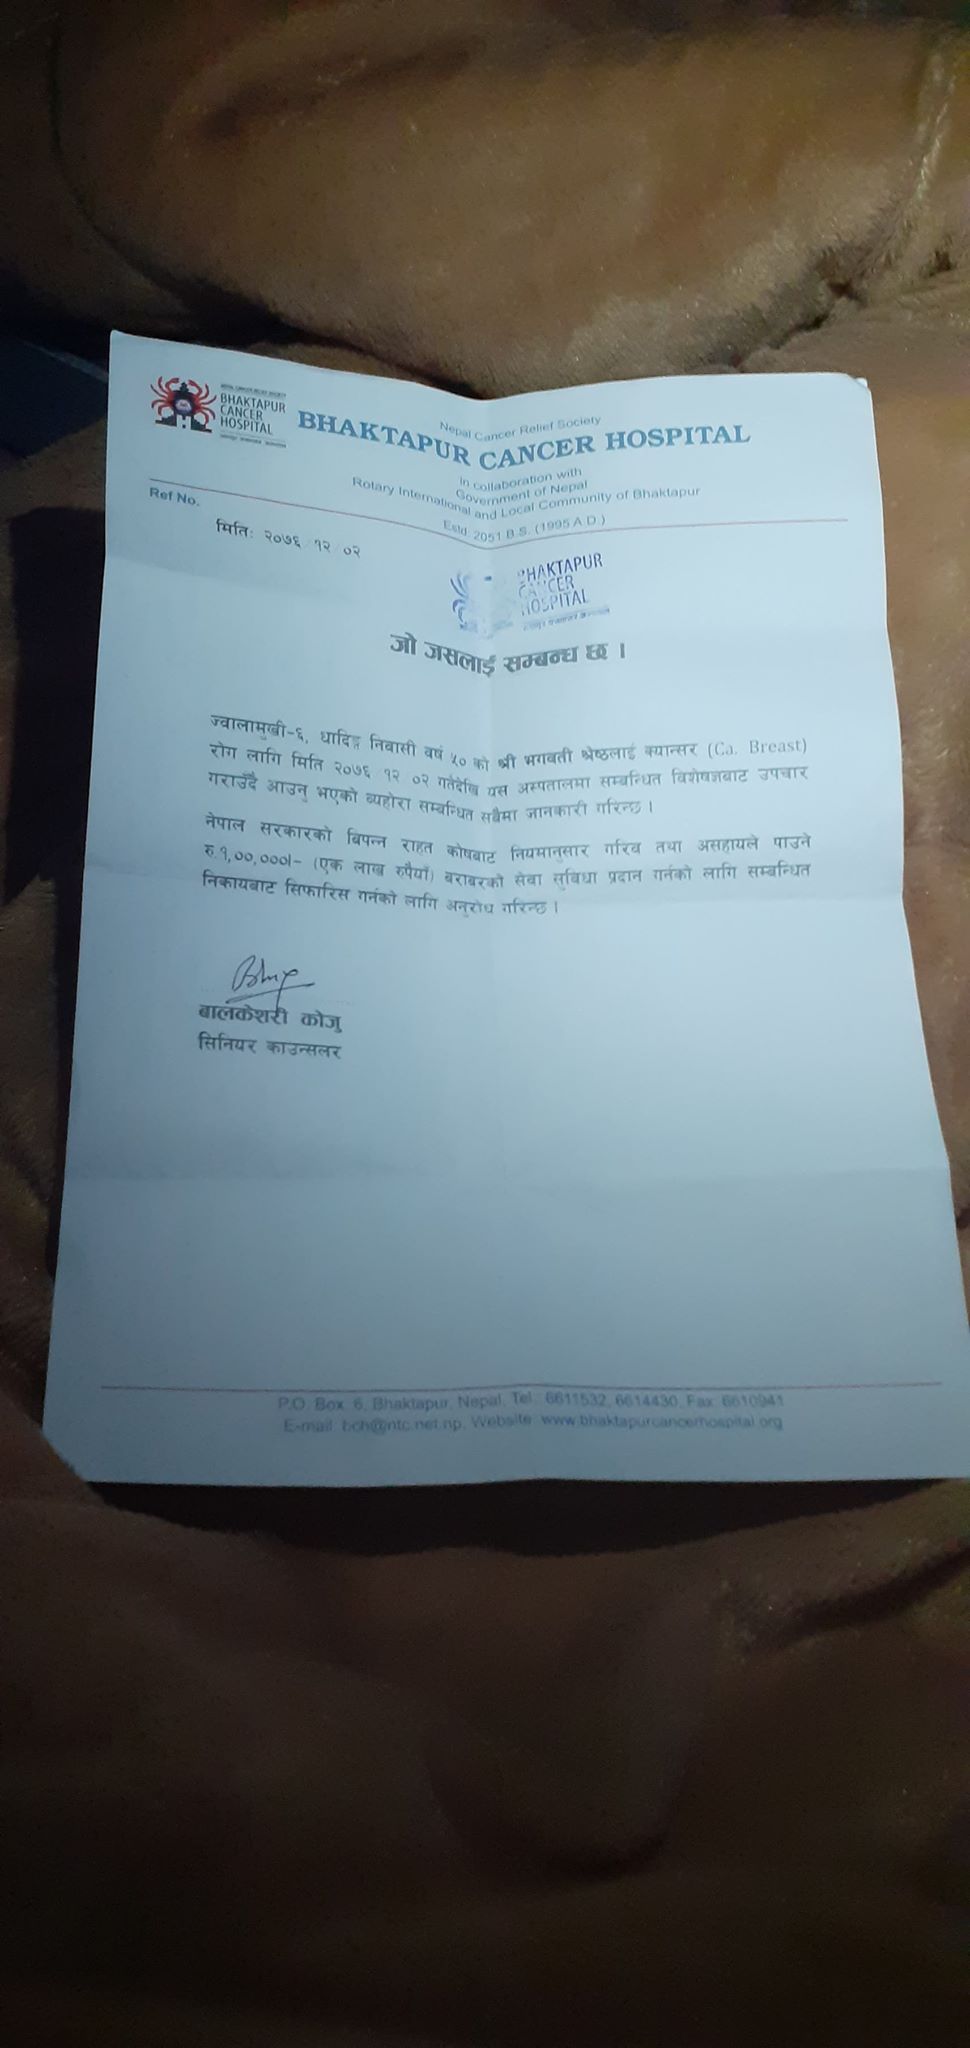 BHAKTAPUR
CANCER
HOSPITAL
Nepal Cancer Relief Society
BHAKTAPUR CANCER HOSPITAL
In collaboration with
Government of Nepal
Rotary International and Local Community of Bhaktapur
Estd. 2051 B.S. (1995 A.D.)
Ref No.
मिति: २०७६ १२ ०२
BHAKTAPUR
CANCER
HOSPITAL
जो जसलाई सम्बन्ध छ ।
ज्वालामुखी-६, धादिङ्ग निवासी वर्ष ५० को श्री भगवती श्रेष्ठलाई क्यान्सर (Ca. Breast)
रोग लागि मिति २०७६ १२ ०२ गतेदेखि यस अस्पतालमा सम्बन्धित विशेषज्ञबाट उपचार
गराउँदै आउनु भएको व्यहोरा सम्बन्धित सबैमा जानकारी गरिन्छ ।
नेपाल सरकारको बिपन्न राहत कोषबाट नियमानुसार गरिव तथा असहायले पाउने
रु.१,००,०००/- (एक लाख रुपैयाँ) बराबरको सेवा सुविधा प्रदान गर्नको लागि सम्बन्धित
निकायबाट सिफारिस गर्नको लागि अनुरोध गरिन्छ ।
बालकेशरी कोजु
सिनियर काउन्सलर
P.O. Box 6, Bhaktapur, Nepal, Tel.: 6611532, 6614430, Fax: 6610941
E-mail: bch@ntc.net.np, Website: www.bhaktapurcancerhospital.org